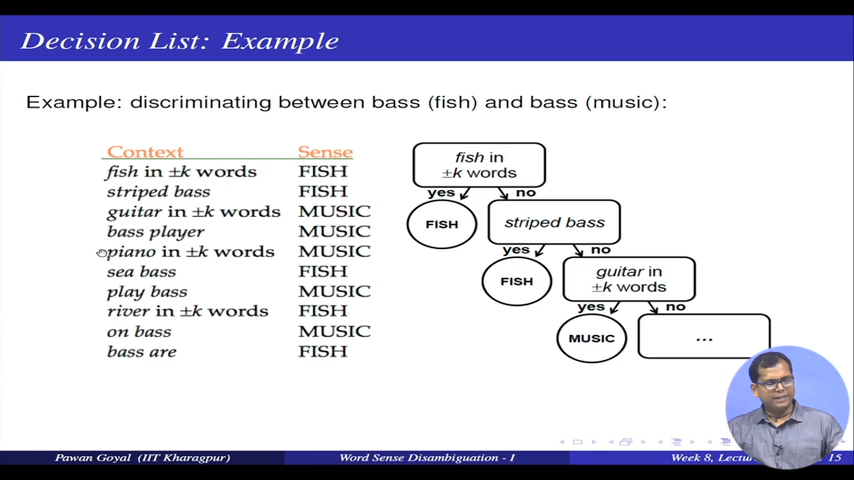 Decision List: Example
Example: discriminating between bass (fish) and bass (music):
Context Sense
fish in ±k words FISH
striped bass FISH
guitar in ±k words MUSIC
bass player MUSIC
piano in ±k words MUSIC
sea bass FISH
play bass MUSIC
river in ±k words FISH
on bass MUSIC
bass are FISH
fish in
±k words
yes no
FISH
striped bass
yes no
FISH
guitar in
±k words
yes no
MUSIC
...
Pawan Goyal (IIT Kharagpur) Word Sense Disambiguation - I Week 8, 15